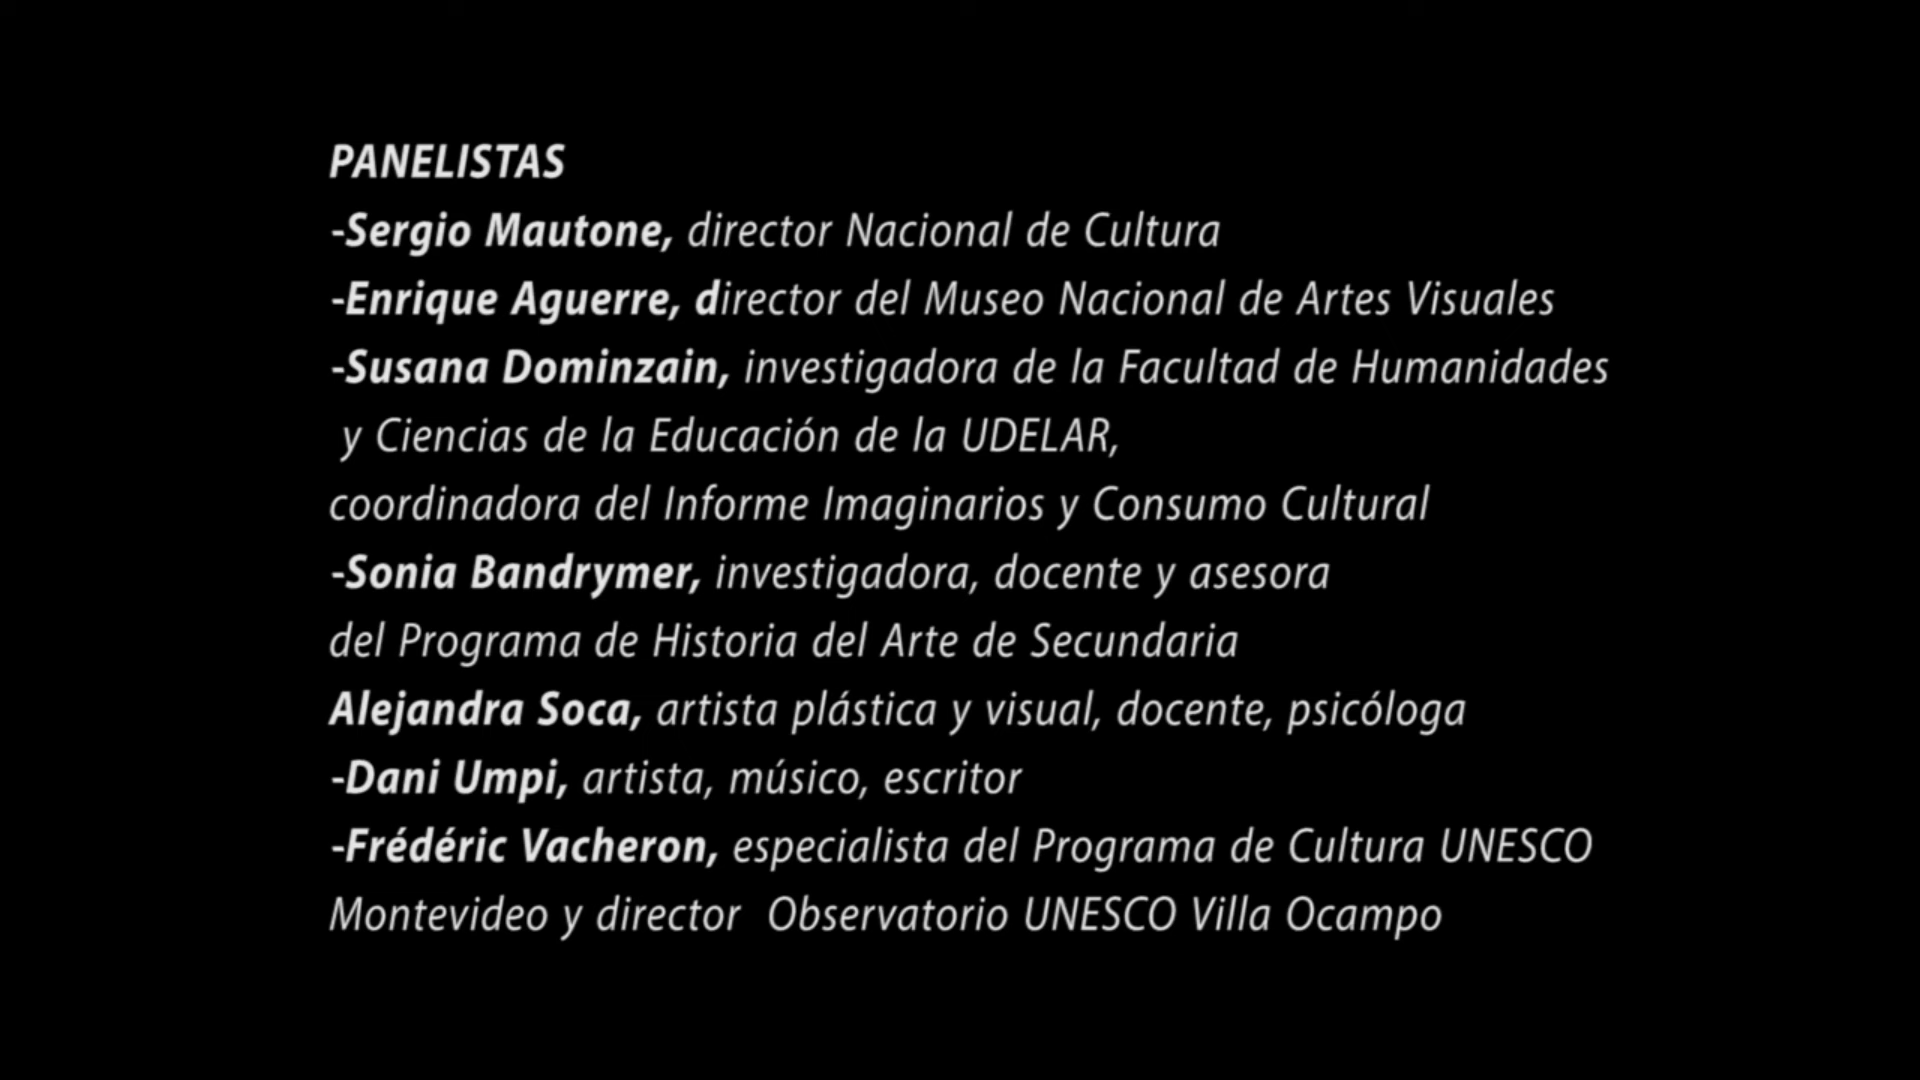 PANELISTAS
-Sergio Mautone, director Nacional de Cultura
-Enrique Aguerre, director del Museo Nacional de Artes Visuales
-Susana Dominzain, investigadora de la Facultad de Humanidades
y Ciencias de la Educación de la UDELAR,
coordinadora del Informe Imaginarios y Consumo Cultural
-Sonia Bandrymer, investigadora, docente y asesora
del Programa de Historia del Arte de Secundaria
Alejandra Soca, artista plástica y visual, docente, psicóloga
-Dani Umpi, artista, músico, escritor
-Frédéric Vacheron, especialista del Programa de Cultura UNESCO
Montevideo y director Observatorio UNESCO Villa Ocampo